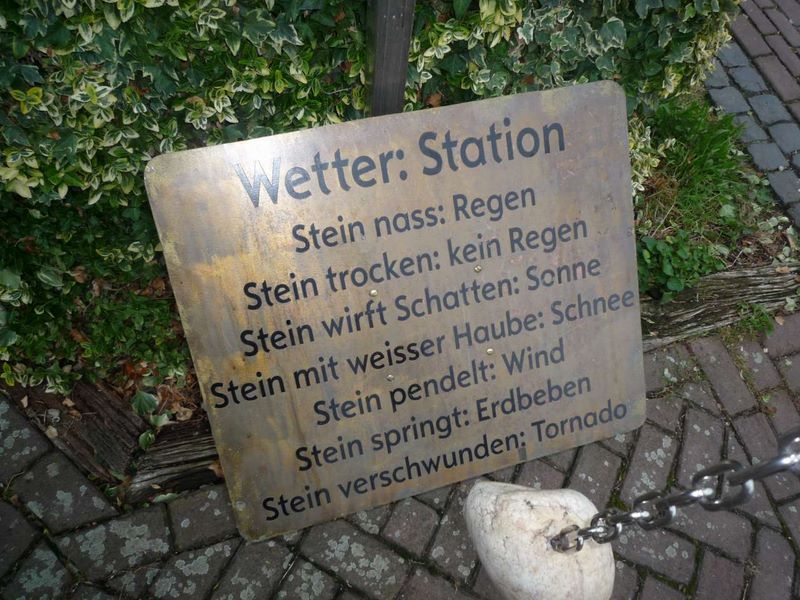 Wetter: Station
Stein nass: Regen
Stein trocken: kein Regen
Stein wirft Schatten: Sonne
Stein mit weisser Haube: Schnee
Stein pendelt: Wind
Stein springt: Erdbeben
Stein verschwunden: Tornado